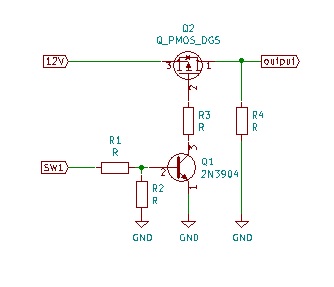 Q2
Q_PMOS_DGS
12V
3
1
output
2
R3
R
R4
R
3
R1
R
Q1
2N3904
SW1
2
1
R2
R
GND
GND
GND